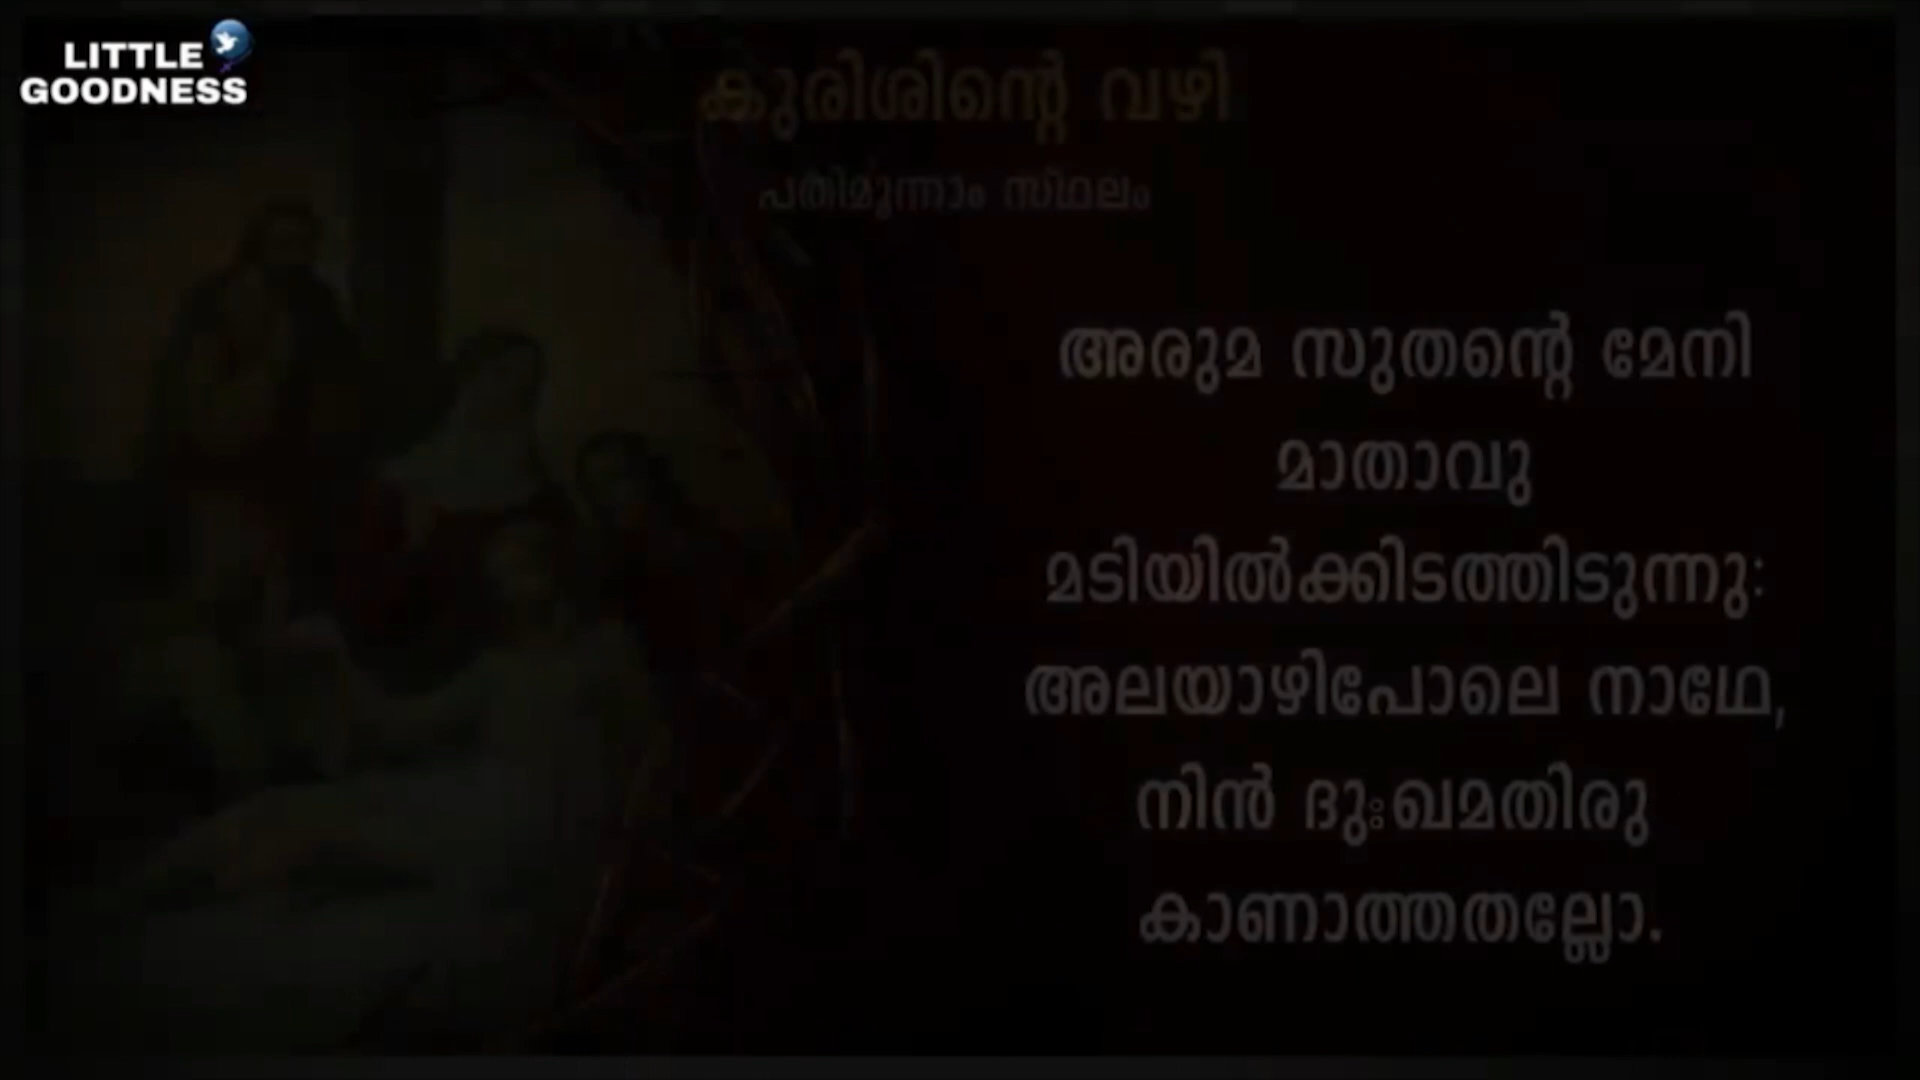 LITTLE
GOODNESS
കുരിശിന്റെ വഴി
പതിമൂന്നാം സ്ഥലം
അരുമ സുതന്റെ മേനി
മാതാവു
മടിയിൽക്കിടത്തിടുന്നു:
അലയാഴിപോലെ നാഥേ,
നിൻ ദുഃഖമതിരു
കാണാത്തതല്ലോ.